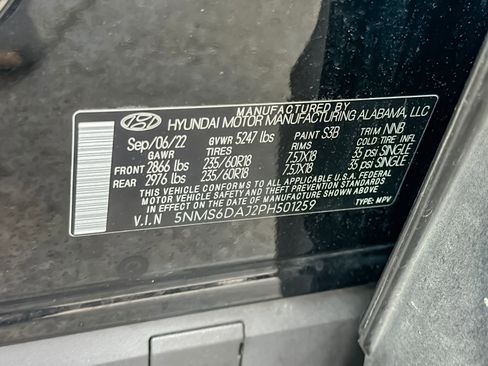 MANUFACTURED BY
HYUNDAI MOTOR MANUFACTURING ALABAMA, LLC
Sep/06/22 GVWR 5247 lbs PAINT S3B TRIM NNB
GAWR TIRES RIMS COLD TIRE INFL
FRONT 2866 lbs 235/60R18 7.5JX18 35 psi SINGLE
REAR 2976 lbs 235/60R18 7.5JX18 35 psi SINGLE
THIS VEHICLE CONFORMS TO ALL APPLICABLE U.S.A FEDERAL
MOTOR VEHICLE SAFETY AND THEFT PREVENTION STANDARDS IN
EFFECT ON THE DATE OF MANUFACTURE SHOWN ABOVE.
V.I.N 5NMS6DAJ2PH501259 TYPE: MPV